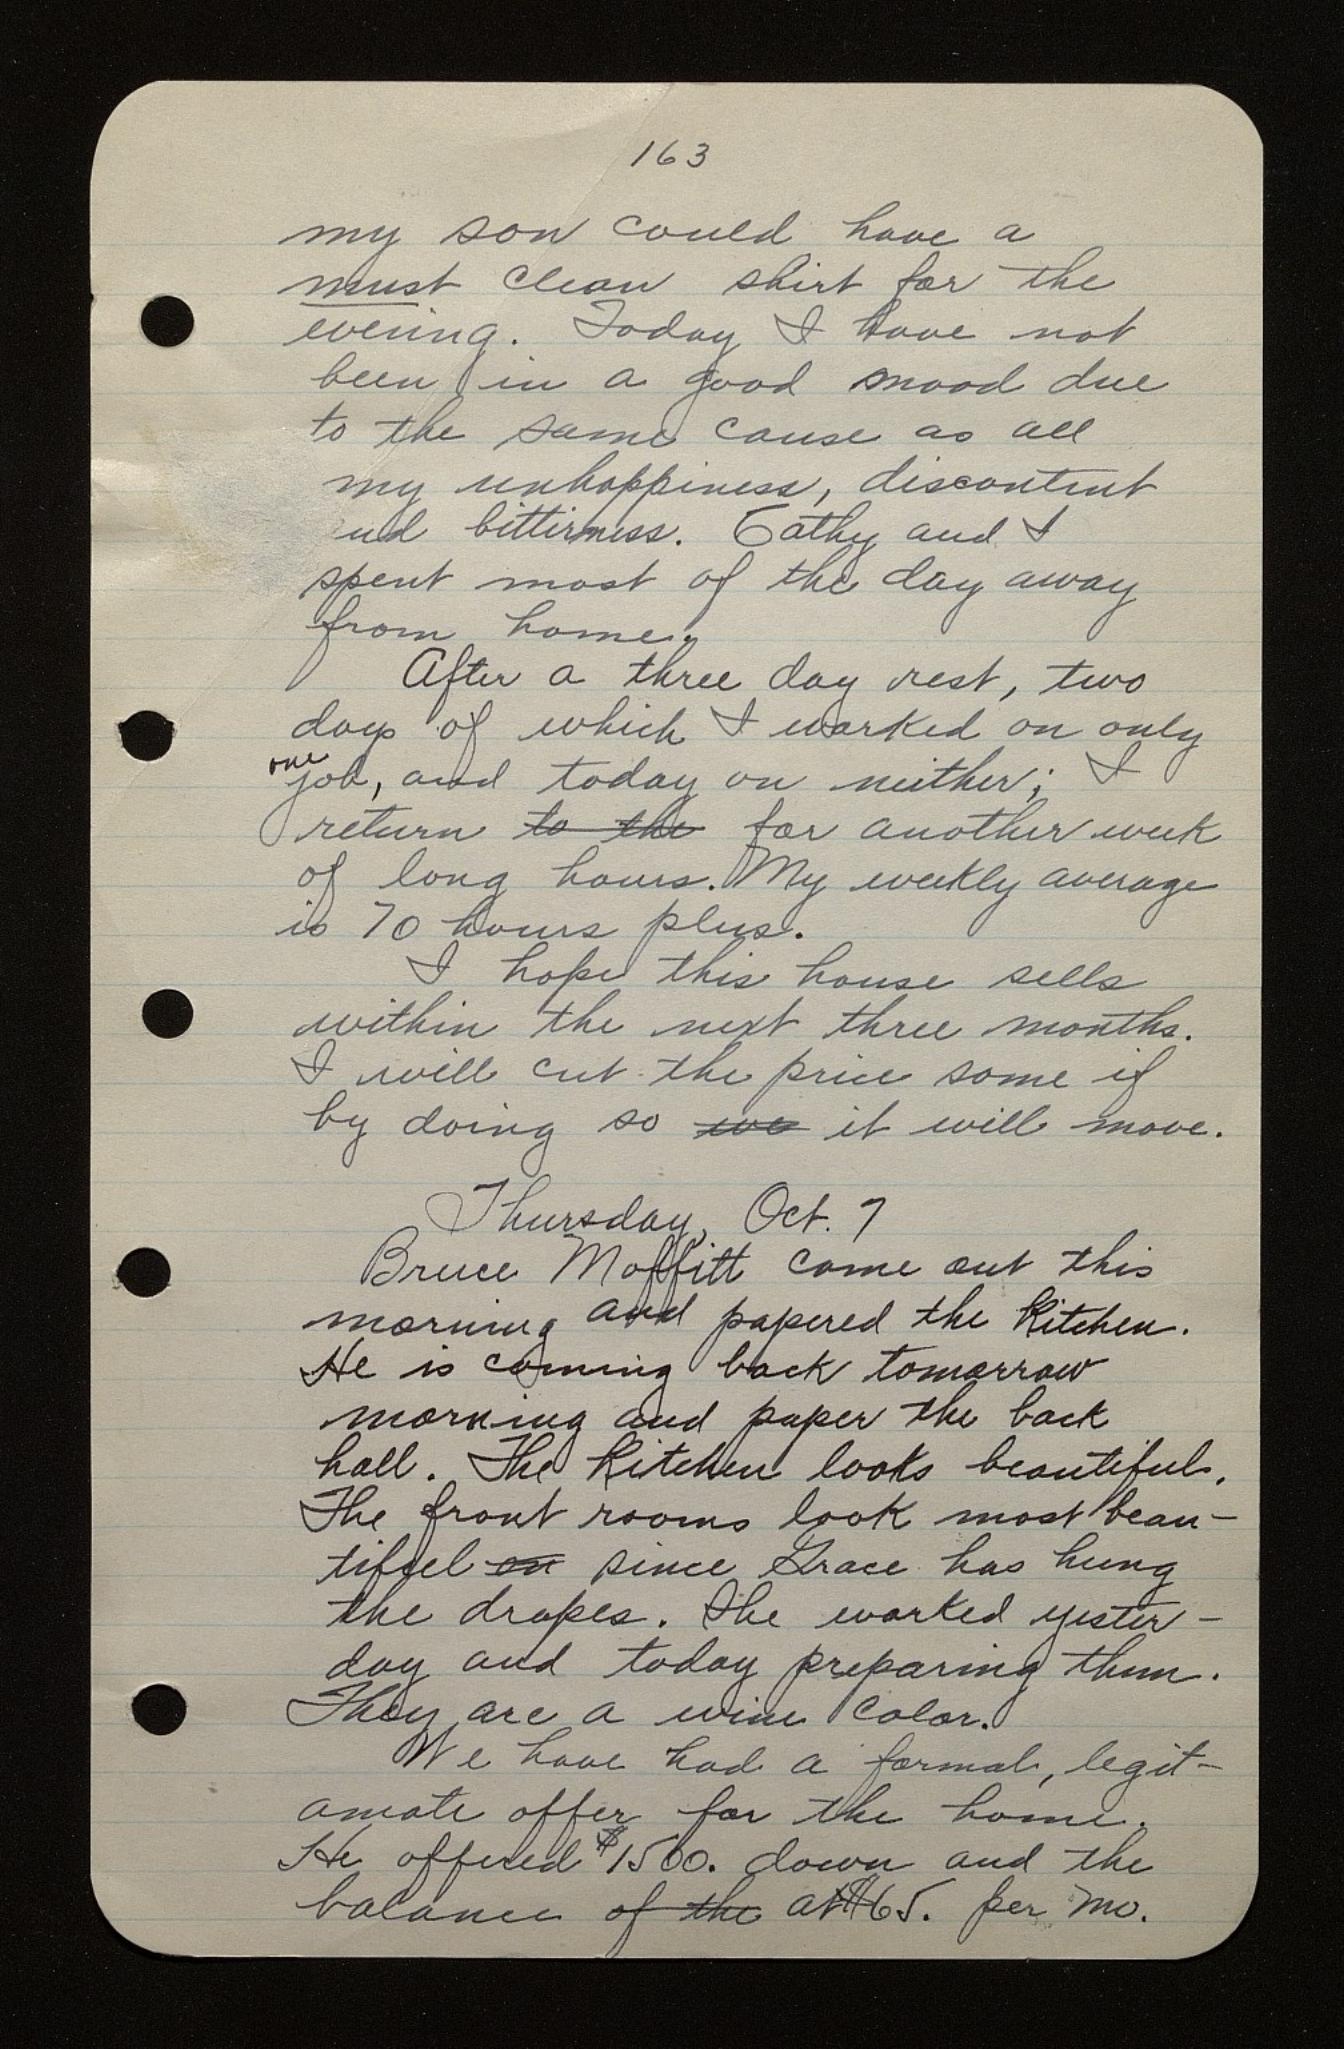 163
my son could have a
must clean shirt for the
evening. Today I have not
been in a good mood due
to the same cause as all
my unhappiness, discontent
and bitterness. Cathy and I
spent most of the day away
from home.
After a three day rest, two
days of which I worked on only
one job, and today on neither; I
return to the for another week
of long hours. My weekly average
is 70 hours plus.
I hope this house sells
within the next three months.
I will cut the price some if
by doing so we it will move.
Thursday, Oct. 7
Bruce Moffitt came out this
morning and papered the kitchen.
He is coming back tomorrow
morning and paper the back
hall. The kitchen looks beautiful.
The front rooms look most beau-
tiful on since Grace has hung
the drapes. She worked yester-
day and today preparing them.
They are a wine color.
We have had a formal, legit-
amate offer for the home.
He offered $1500. down and the
balance of the at $65. per mo.